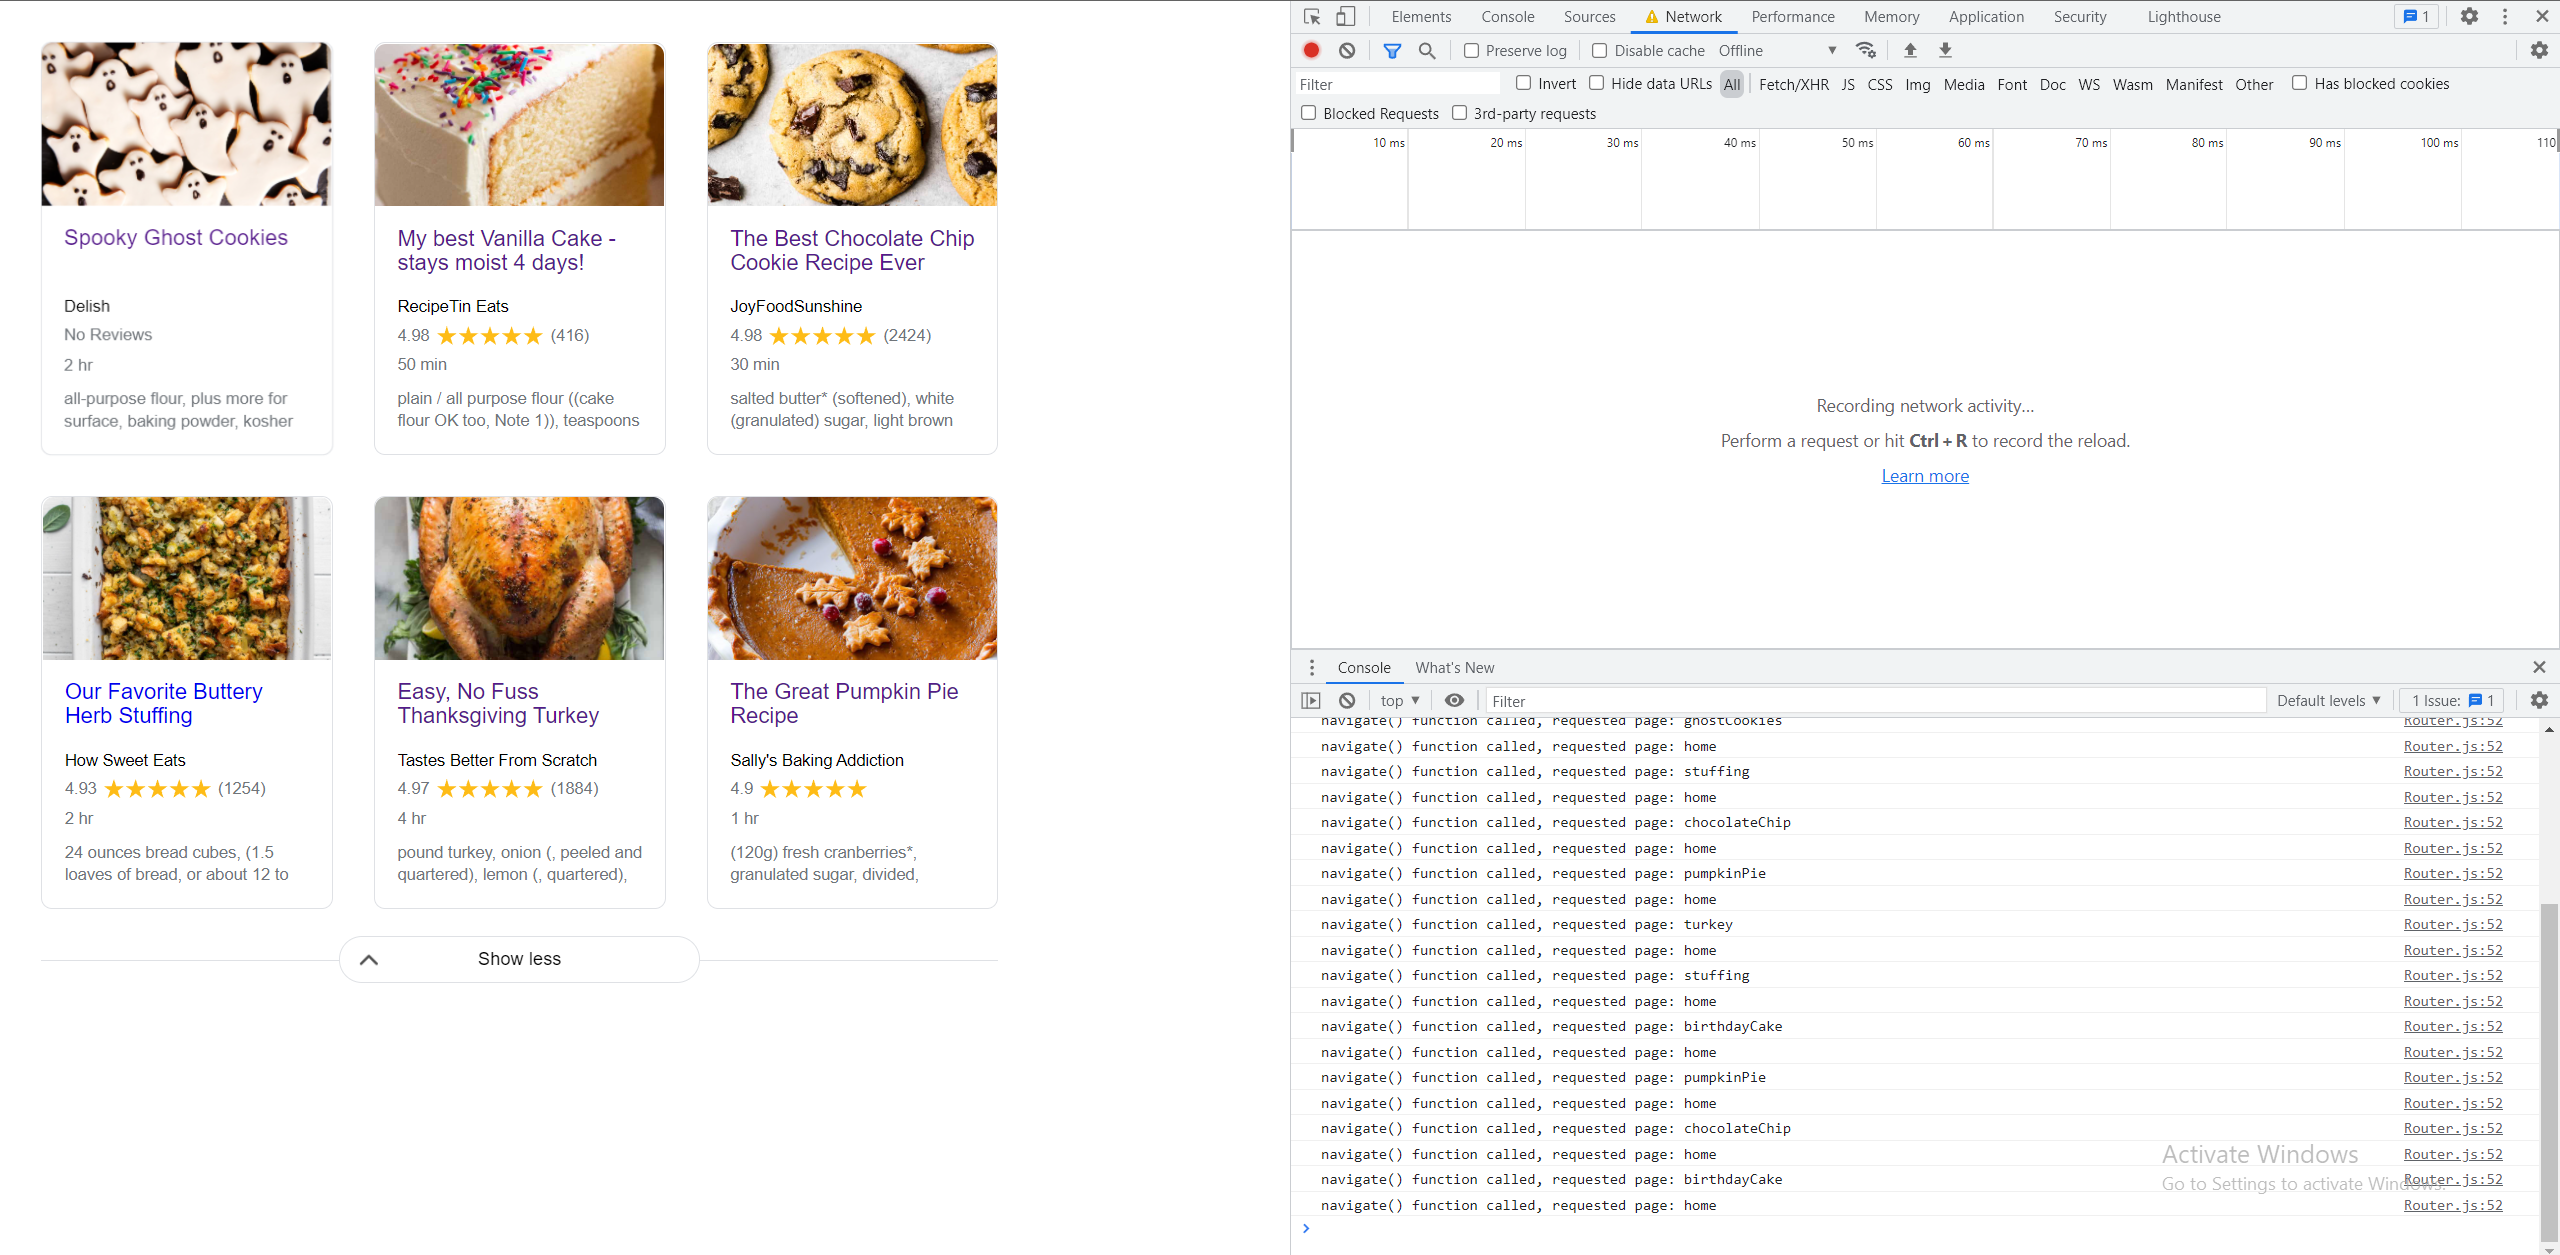 Spooky Ghost Cookies
Delish
No Reviews
2 hr
all-purpose flour, plus more for
surface, baking powder, kosher
My best Vanilla Cake -
stays moist 4 days!
RecipeTin Eats
4.98 ★★★★★ (416)
50 min
plain / all purpose flour ((cake
flour OK too, Note 1)), teaspoons
The Best Chocolate Chip
Cookie Recipe Ever
JoyFoodSunshine
4.98 ★★★★★ (2424)
30 min
salted butter* (softened), white
(granulated) sugar, light brown
Our Favorite Buttery
Herb Stuffing
How Sweet Eats
4.93 ★★★★★ (1254)
2 hr
24 ounces bread cubes, (1.5
loaves of bread, or about 12 to
Easy, No Fuss
Thanksgiving Turkey
Tastes Better From Scratch
4.97 ★★★★★ (1884)
4 hr
pound turkey, onion (, peeled and
quartered), lemon (, quartered),
The Great Pumpkin Pie
Recipe
Sally's Baking Addiction
4.9 ★★★★★
1 hr
(120g) fresh cranberries*,
granulated sugar, divided,
Show less
Elements Console Sources Network Performance Memory Application Security Lighthouse 1
Preserve log Disable cache Offline
Filter Invert Hide data URLs All Fetch/XHR JS CSS Img Media Font Doc WS Wasm Manifest Other Has blocked cookies
Blocked Requests 3rd-party requests
10 ms 20 ms 30 ms 40 ms 50 ms 60 ms 70 ms 80 ms 90 ms 100 ms 110
Recording network activity...
Perform a request or hit Ctrl + R to record the reload.
Learn more
Console What's New
top Filter Default levels 1 Issue: 1
navigate() function called, requested page: ghostCookies Router.js:52
navigate() function called, requested page: home Router.js:52
navigate() function called, requested page: stuffing Router.js:52
navigate() function called, requested page: home Router.js:52
navigate() function called, requested page: chocolateChip Router.js:52
navigate() function called, requested page: home Router.js:52
navigate() function called, requested page: pumpkinPie Router.js:52
navigate() function called, requested page: home Router.js:52
navigate() function called, requested page: turkey Router.js:52
navigate() function called, requested page: home Router.js:52
navigate() function called, requested page: stuffing Router.js:52
navigate() function called, requested page: home Router.js:52
navigate() function called, requested page: birthdayCake Router.js:52
navigate() function called, requested page: home Router.js:52
navigate() function called, requested page: pumpkinPie Router.js:52
navigate() function called, requested page: home Router.js:52
navigate() function called, requested page: chocolateChip Router.js:52
navigate() function called, requested page: home Router.js:52
navigate() function called, requested page: birthdayCake Router.js:52
navigate() function called, requested page: home Router.js:52
Activate Windows
Go to Settings to activate Windows.